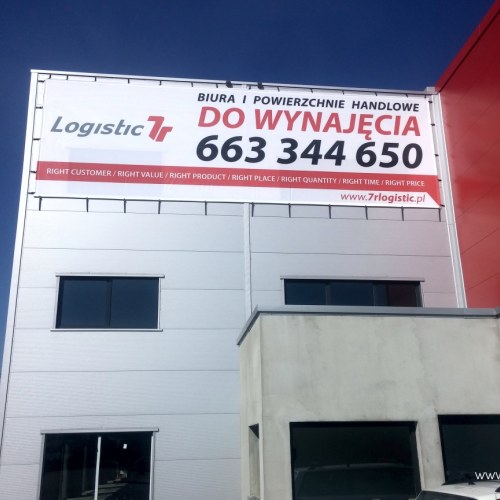 BIURA I POWIERZCHNIE HANDLOWE
Logistic 7r
DO WYNAJĘCIA
663 344 650
RIGHT CUSTOMER / RIGHT VALUE / RIGHT PRODUCT / RIGHT PLACE / RIGHT QUANTITY / RIGHT TIME / RIGHT PRICE
www.7rlogistic.pl
www.